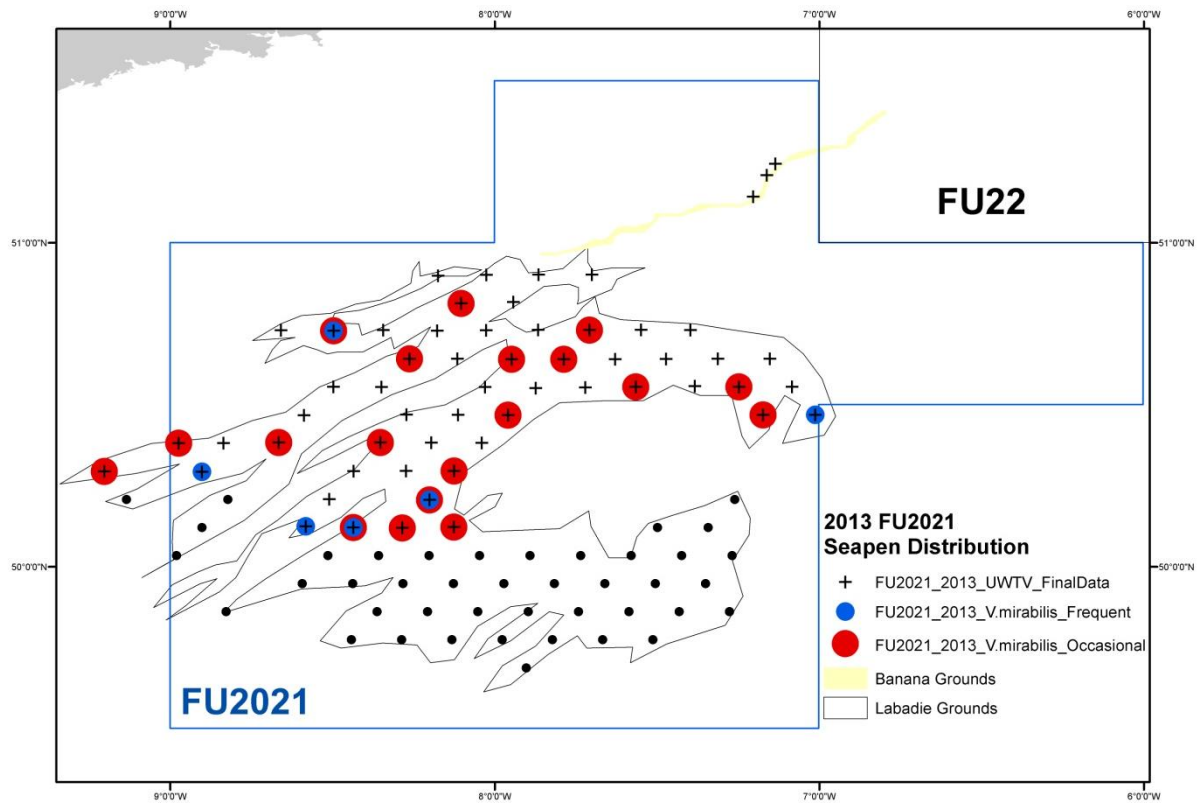 9°0'0"W 8°0'0"W 7°0'0"W 6°0'0"W
FU22
51°0'0"N 51°0'0"N
2013 FU2021
Seapen Distribution
50°0'0"N 50°0'0"N
FU2021_2013_UWTV_FinalData
FU2021_2013_V.mirabilis_Frequent
FU2021_2013_V.mirabilis_Occasional
Banana Grounds
FU2021
Labadie Grounds
9°0'0"W 8°0'0"W 7°0'0"W 6°0'0"W